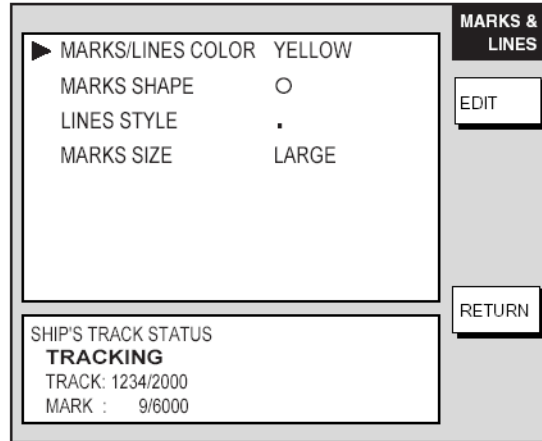 MARKS &
LINES
▶ MARKS/LINES COLOR YELLOW
MARKS SHAPE ○
LINES STYLE .
MARKS SIZE LARGE
EDIT
RETURN
SHIP'S TRACK STATUS
TRACKING
TRACK: 1234/2000
MARK : 9/6000